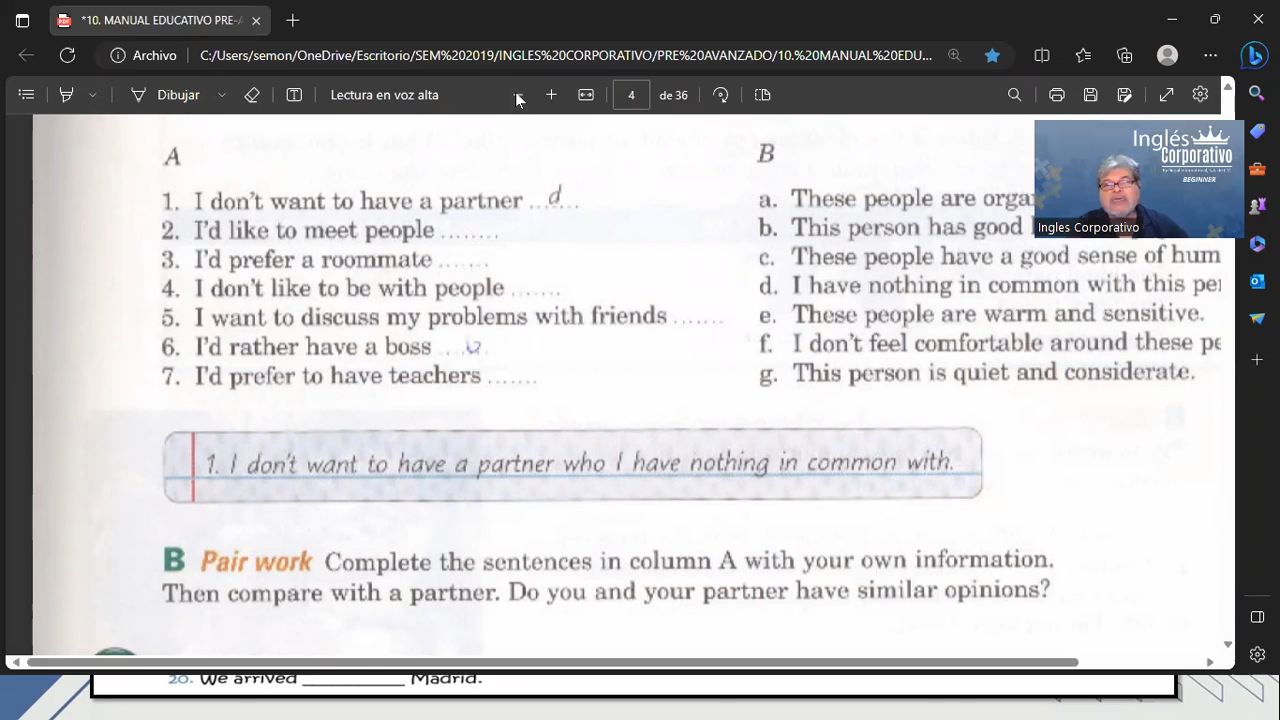 *10. MANUAL EDUCATIVO PRE-A
Archivo
C:/Users/semon/OneDrive/Escritorio/SEM%202019/INGLES%20CORPORATIVO/PRE%20AVANZADO/10.%20MANUAL%20EDU...
Dibujar
Lectura en voz alta
4
de 36
A
1. I don't want to have a partner ...d...
2. I'd like to meet people ........
3. I'd prefer a roommate .......
4. I don't like to be with people .......
5. I want to discuss my problems with friends .......
6. I'd rather have a boss ....
7. I'd prefer to have teachers .......
B
a. These people are orga
b. This person has good
c. These people have a good sense of hum
d. I have nothing in common with this per
e. These people are warm and sensitive.
f. I don't feel comfortable around these pe
g. This person is quiet and considerate.
Inglés
Corporativo
BEGINNER
Ingles Corporativo
1. I don't want to have a partner who I have nothing in common with.
B Pair work Complete the sentences in column A with your own information.
Then compare with a partner. Do you and your partner have similar opinions?
20. We arrived __________ Madrid.